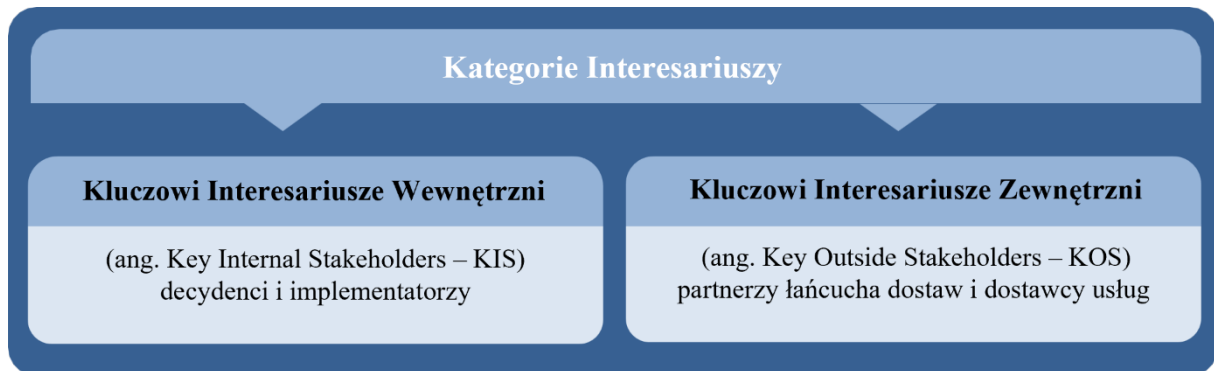 Kategorie Interesariuszy
Kluczowi Interesariusze Wewnętrzni
(ang. Key Internal Stakeholders – KIS)
decydenci i implementatorzy
Kluczowi Interesariusze Zewnętrzni
(ang. Key Outside Stakeholders – KOS)
partnerzy łańcucha dostaw i dostawcy usług